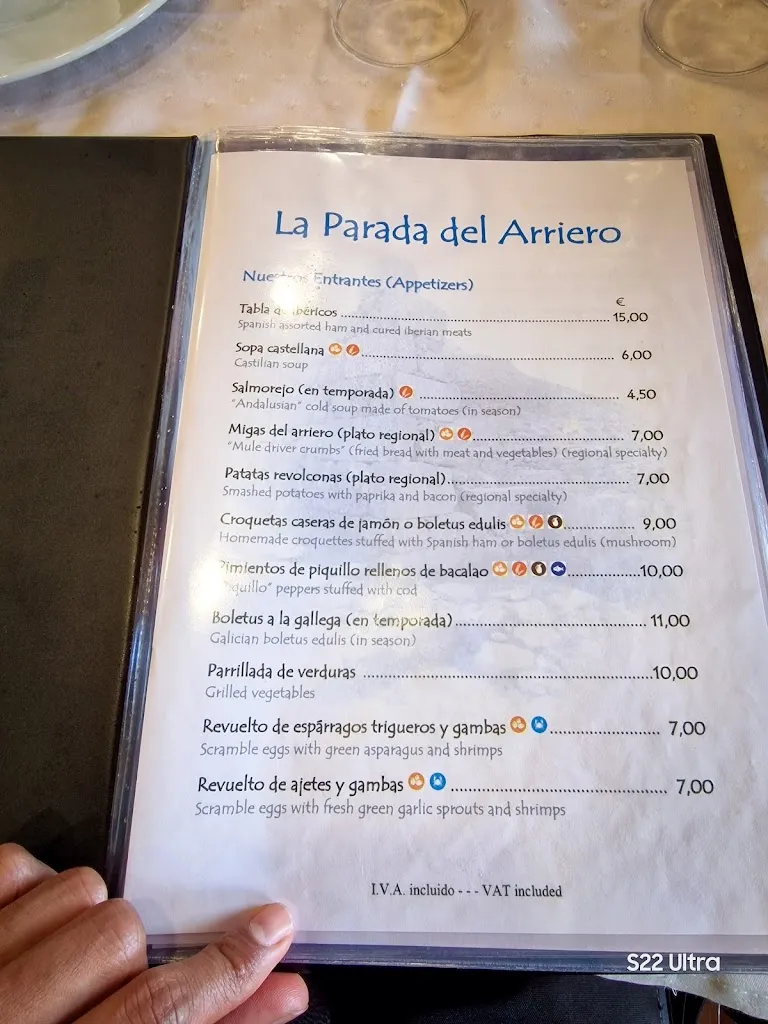 La Parada del Arriero
Entrantes (Appetizers)
€
Tabla de ibéricos ........ 15,00
Spanish assorted ham and cured iberian meats
Sopa castellana ........ 6,00
Castilian soup
Salmorejo (en temporada) ........ 4,50
"Andalusian" cold soup made of tomatoes (in season)
Migas del arriero (plato regional) ........ 7,00
"Mule driver crumbs" (fried bread with meat and vegetables) (regional specialty)
Patatas revolconas (plato regional) ........ 7,00
Smashed potatoes with paprika and bacon (regional specialty)
Croquetas caseras de jamón o boletus edulis ........ 9,00
Homemade croquettes stuffed with Spanish ham or boletus edulis (mushroom)
Pimientos de piquillo rellenos de bacalao ........ 10,00
peppers stuffed with cod
Boletus a la gallega (en temporada) ........ 11,00
Galician boletus edulis (in season)
Parrillada de verduras ........ 10,00
Grilled vegetables
Revuelto de espárragos trigueros y gambas ........ 7,00
Scramble eggs with green asparagus and shrimps
Revuelto de ajetes y gambas ........ 7,00
Scramble eggs with fresh green garlic sprouts and shrimps
I.V.A. incluido - - - VAT included
S22 Ultra